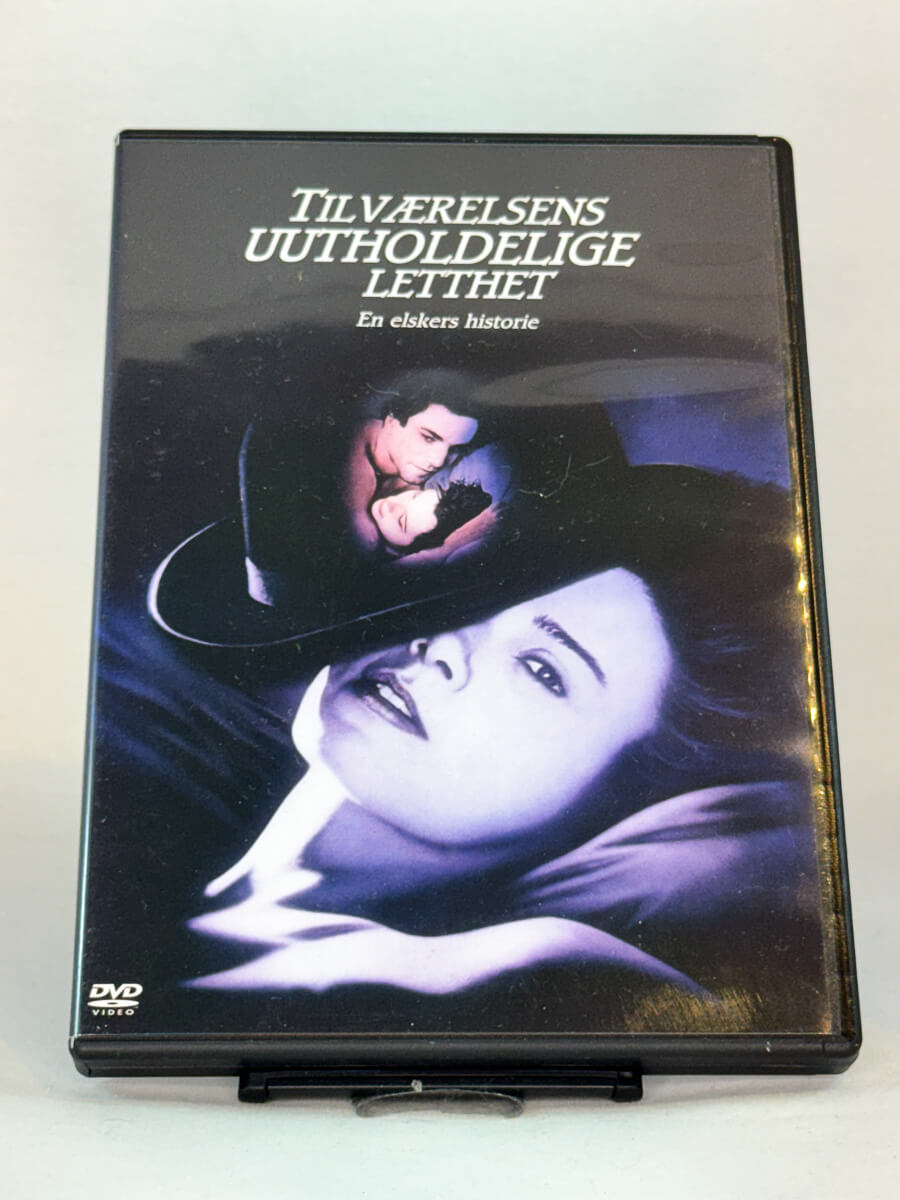 TILVÆRELSENS
UUTHOLDELIGE
LETTHET
En elskers historie
DVD
VIDEO